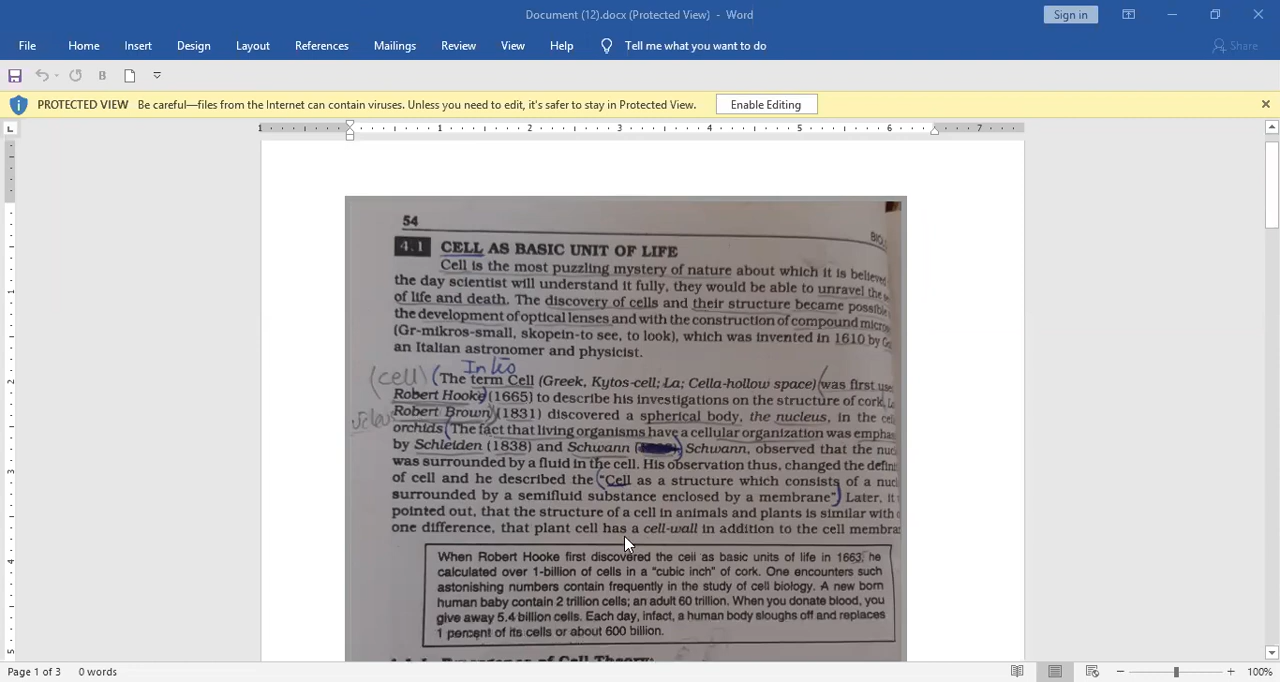 Document (12).docx (Protected View) - Word
Sign in
File Home Insert Design Layout References Mailings Review View Help Tell me what you want to do Share
B
PROTECTED VIEW Be careful—files from the Internet can contain viruses. Unless you need to edit, it's safer to stay in Protected View. Enable Editing
1 1 2 3 4 5 6 7
54
BIO
4.1 CELL AS BASIC UNIT OF LIFE
Cell is the most puzzling mystery of nature about which it is believed
the day scientist will understand it fully, they would be able to unravel the
of life and death. The discovery of cells and their structure became possible
the development of optical lenses and with the construction of compound micro
(Gr-mikros-small, skopein-to see, to look), which was invented in 1610 by
an Italian astronomer and physicist.
Into
(cell) (The term Cell (Greek, Kytos-cell; La; Cella-hollow space) (was first use
Robert Hooke) (1665) to describe his investigations on the structure of cork,
Robert Brown) (1831) discovered a spherical body, the nucleus, in the
orchids (The fact that living organisms have a cellular organization was emphas
by Schleiden (1838) and Schwann ( ) Schwann, observed that the nuc
was surrounded by a fluid in the cell. His observation thus, changed the defin
of cell and he described the ("Cell as a structure which consists of a nucl
surrounded by a semifluid substance enclosed by a membrane") Later, it
pointed out, that the structure of a cell in animals and plants is similar with
one difference, that plant cell has a cell-wall in addition to the cell membra
When Robert Hooke first discovered the cell as basic units of life in 1663, he
calculated over 1-billion of cells in a "cubic inch" of cork. One encounters such
astonishing numbers contain frequently in the study of cell biology. A new born
human baby contain 2 trillion cells; an adult 60 trillion. When you donate blood, you
give away 5.4 billion cells. Each day, infact, a human body sloughs off and replaces
1 percent of its cells or about 600 billion.
Emergence of Cell Theory:
Page 1 of 3 0 words 100%